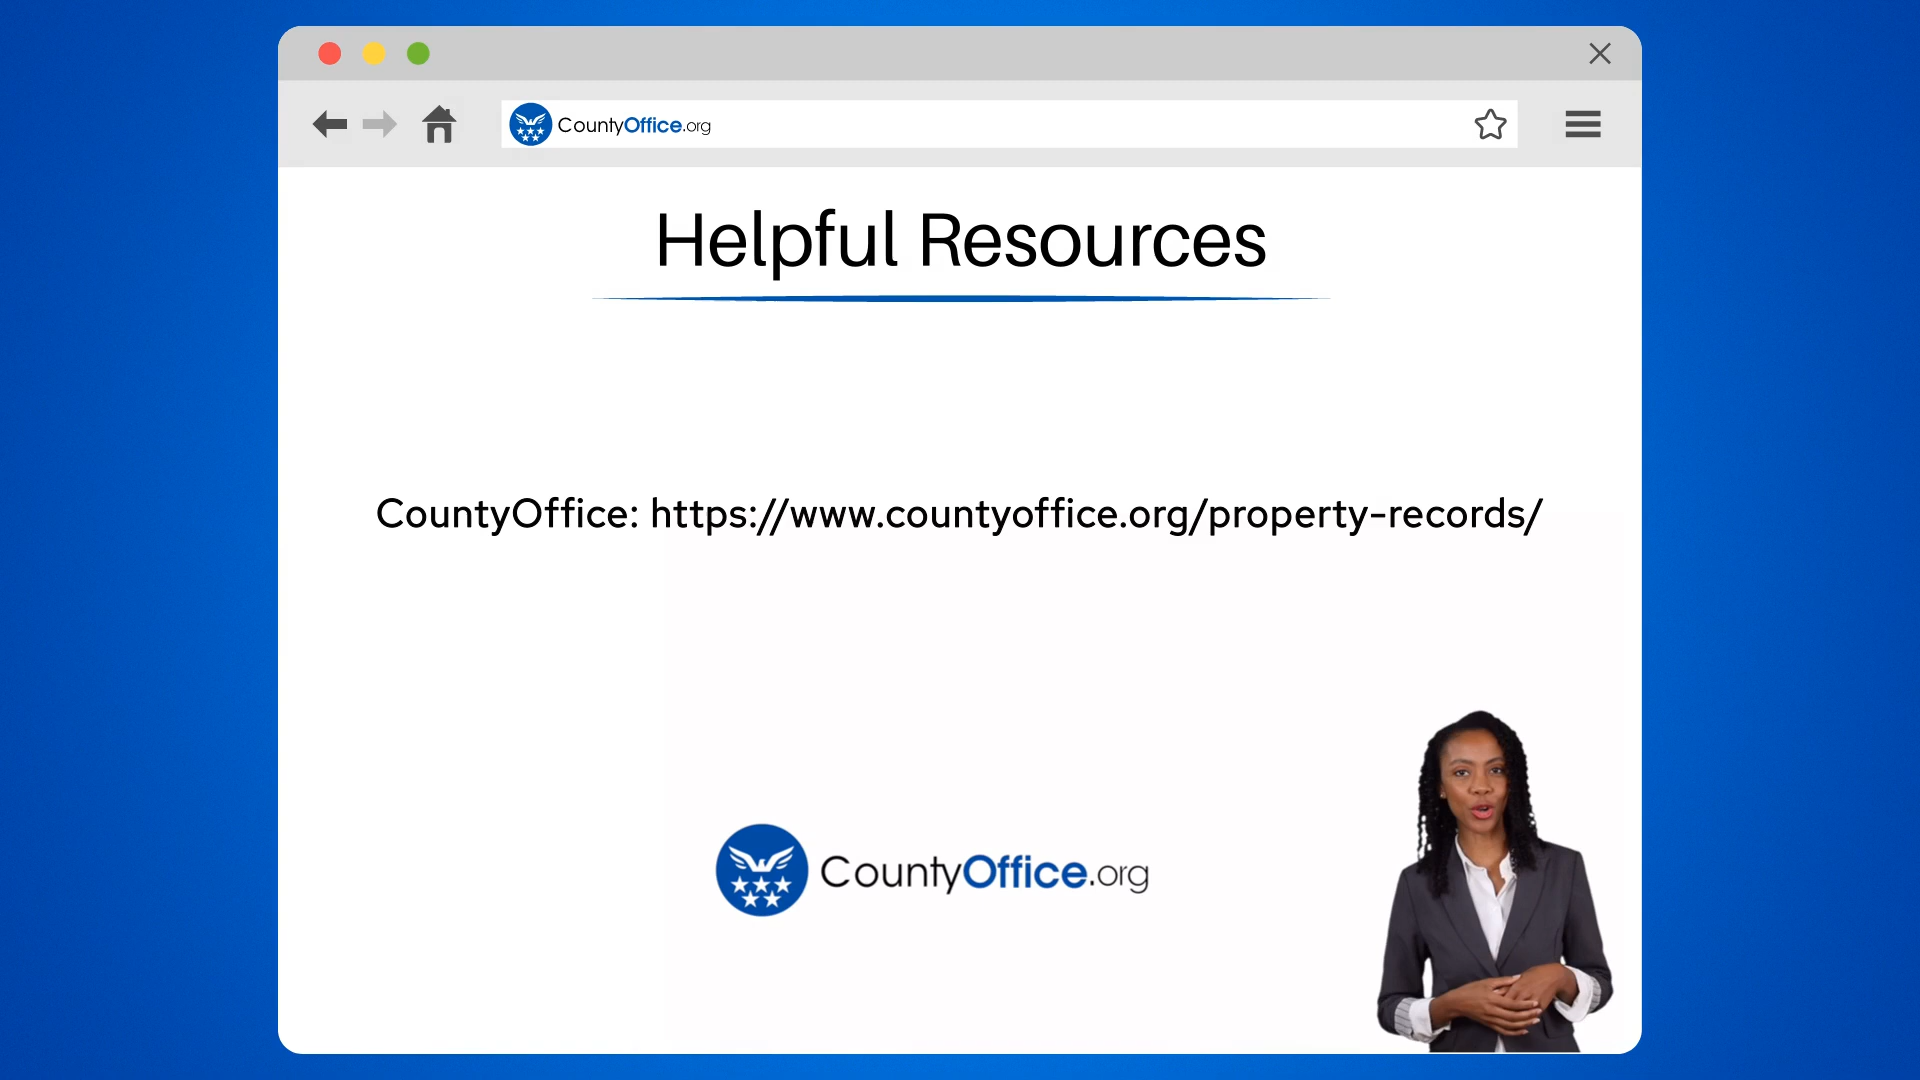 CountyOffice.org
Helpful Resources
CountyOffice: https://www.countyoffice.org/property-records/
CountyOffice.org